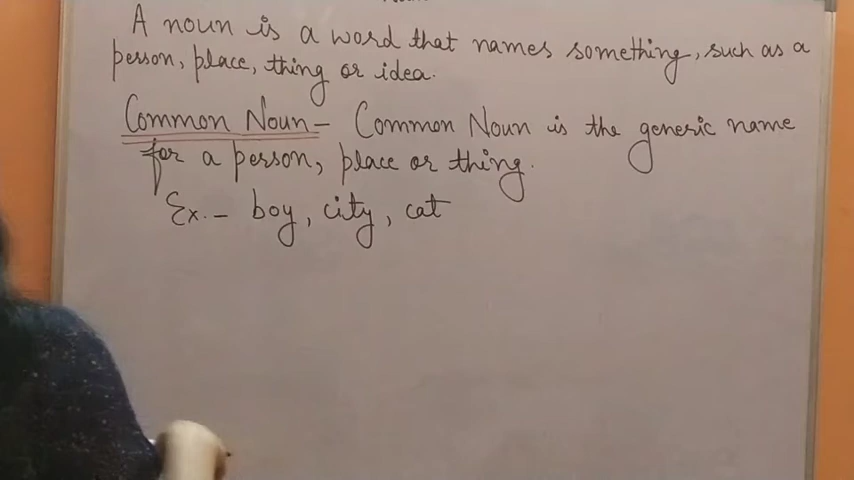 A noun is a word that names something, such as a
person, place, thing or idea.
Common Noun - Common Noun is the generic name
for a person, place or thing.
Ex. - boy, city, cat